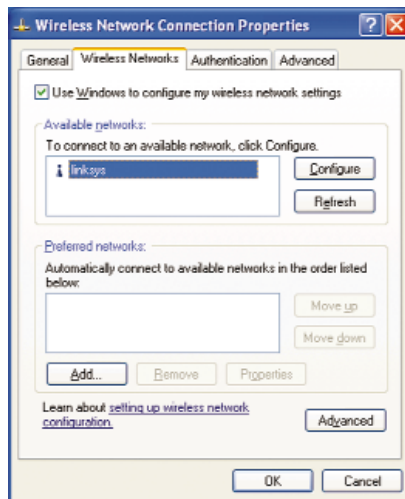 Wireless Network Connection Properties
General Wireless Networks Authentication Advanced
Use Windows to configure my wireless network settings
Available networks:
To connect to an available network, click Configure.
linksys
Configure
Refresh
Preferred networks:
Automatically connect to available networks in the order listed
below:
Move up
Move down
Add... Remove Properties
Learn about setting up wireless network
configuration.
Advanced
OK Cancel